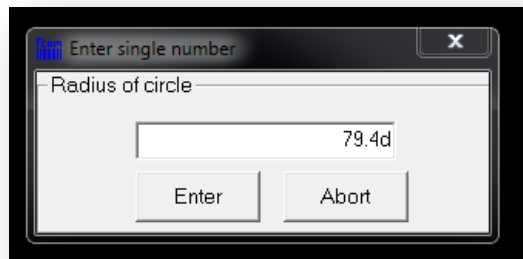 Enter single number
x
Radius of circle
79.4d
Enter Abort